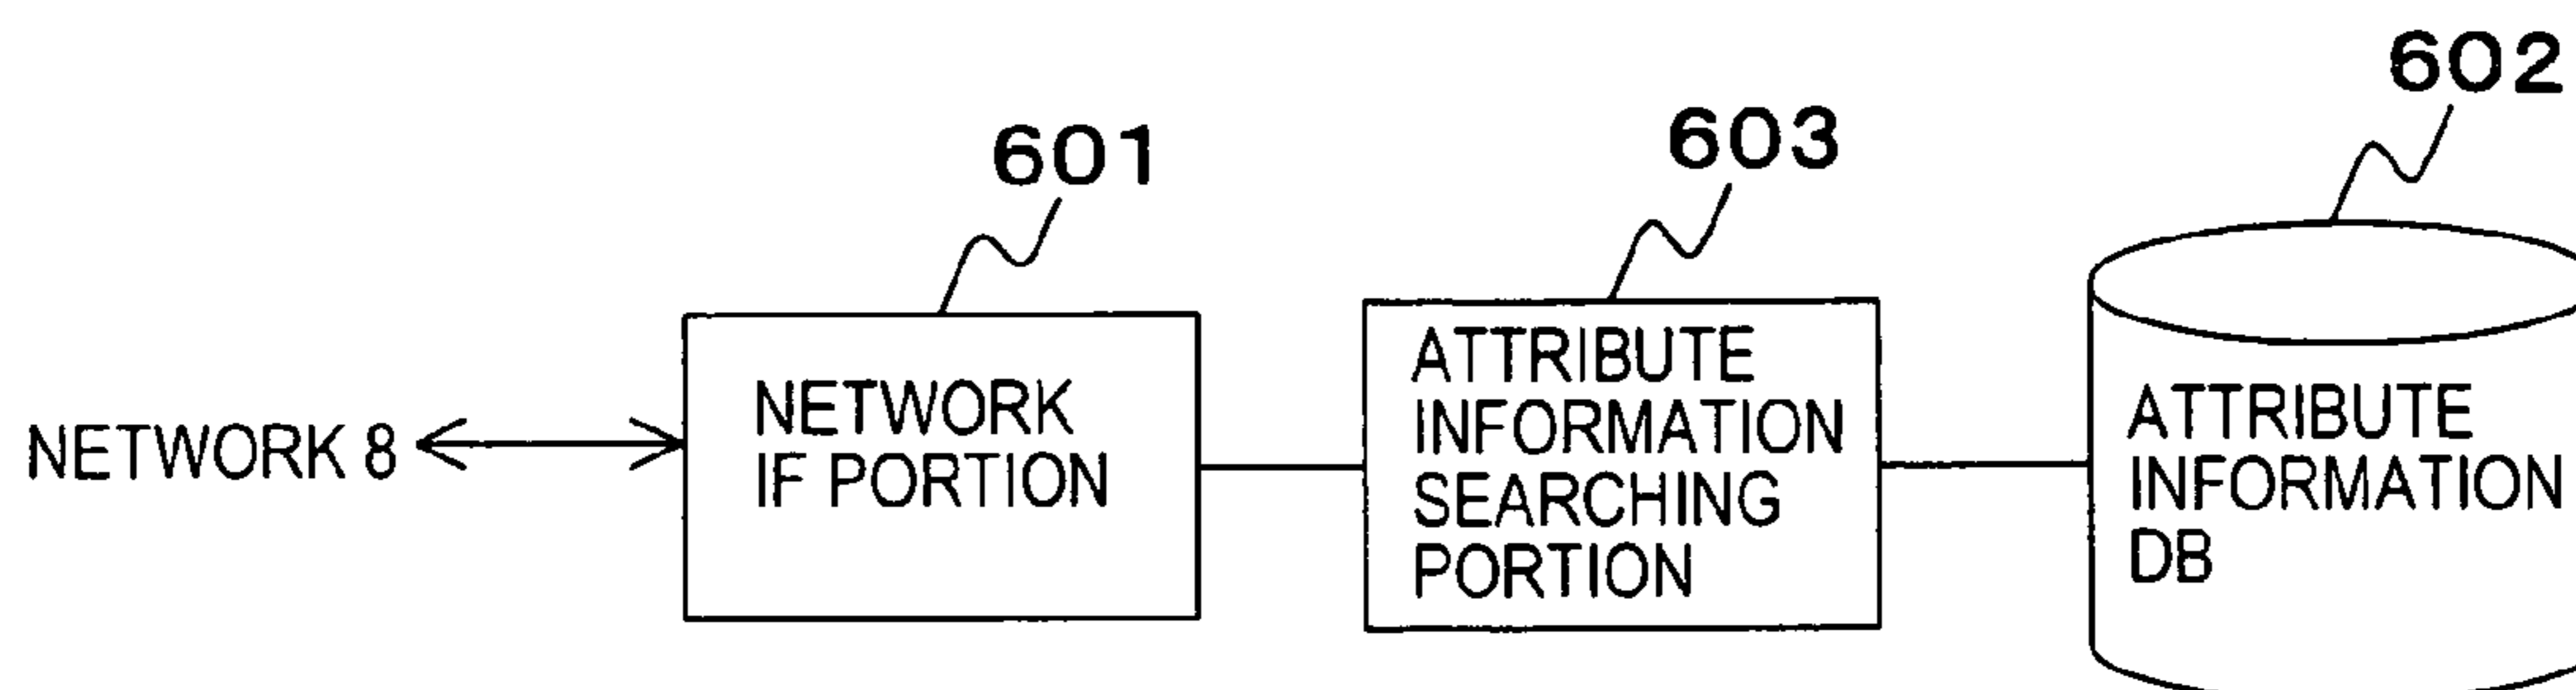 602
603
601
NETWORK 8
NETWORK
IF PORTION
ATTRIBUTE
INFORMATION
SEARCHING
PORTION
ATTRIBUTE
INFORMATION
DB